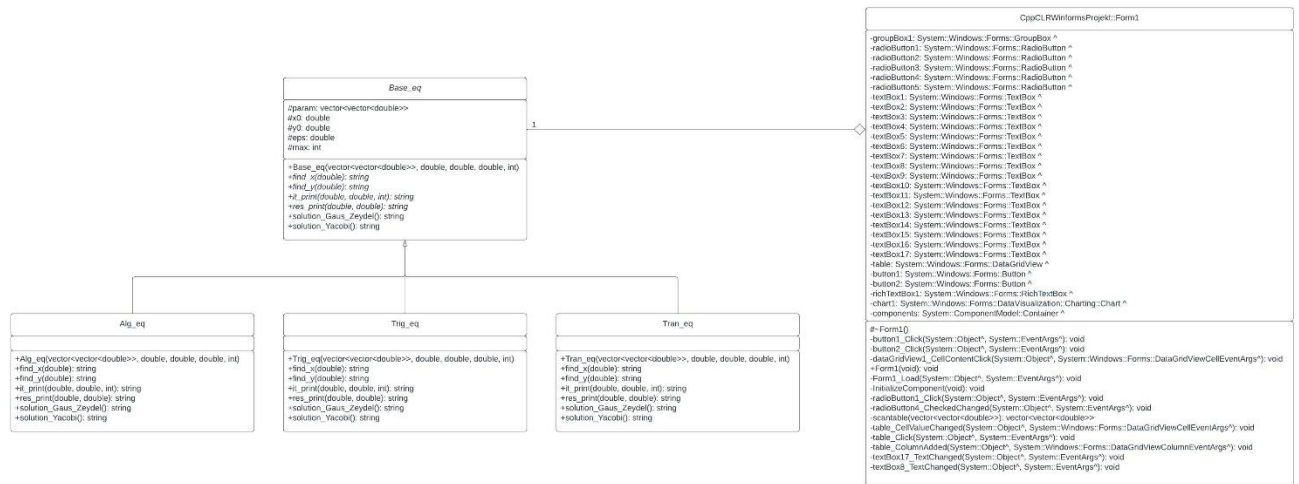 CppCLRWinformsProjekt::Form1
-groupBox1: System::Windows::Forms::GroupBox ^
-radioButton1: System::Windows::Forms::RadioButton ^
-radioButton2: System::Windows::Forms::RadioButton ^
-radioButton3: System::Windows::Forms::RadioButton ^
-radioButton4: System::Windows::Forms::RadioButton ^
-radioButton5: System::Windows::Forms::RadioButton ^
-textBox1: System::Windows::Forms::TextBox ^
-textBox2: System::Windows::Forms::TextBox ^
-textBox3: System::Windows::Forms::TextBox ^
-textBox4: System::Windows::Forms::TextBox ^
-textBox5: System::Windows::Forms::TextBox ^
-textBox6: System::Windows::Forms::TextBox ^
-textBox7: System::Windows::Forms::TextBox ^
-textBox8: System::Windows::Forms::TextBox ^
-textBox9: System::Windows::Forms::TextBox ^
-textBox10: System::Windows::Forms::TextBox ^
-textBox11: System::Windows::Forms::TextBox ^
-textBox12: System::Windows::Forms::TextBox ^
-textBox13: System::Windows::Forms::TextBox ^
-textBox14: System::Windows::Forms::TextBox ^
-textBox15: System::Windows::Forms::TextBox ^
-textBox16: System::Windows::Forms::TextBox ^
-textBox17: System::Windows::Forms::TextBox ^
-table: System::Windows::Forms::DataGridView ^
-button1: System::Windows::Forms::Button ^
-button2: System::Windows::Forms::Button ^
-richTextBox1: System::Windows::Forms::RichTextBox ^
-chart1: System::Windows::Forms::DataVisualization::Charting::Chart ^
-components: System::ComponentModel::Container ^
#~Form1()
-button1_Click(System::Object^, System::EventArgs^): void
-button2_Click(System::Object^, System::EventArgs^): void
-dataGridView1_CellContentClick(System::Object^, System::Windows::Forms::DataGridViewCellEventArgs^): void
+Form1(void): void
-Form1_Load(System::Object^, System::EventArgs^): void
-InitializeComponent(void): void
-radioButton1_Click(System::Object^, System::EventArgs^): void
-radioButton4_CheckedChanged(System::Object^, System::EventArgs^): void
-scantable(vector<vector<double>>): vector<vector<double>>
-table_CellValueChanged(System::Object^, System::Windows::Forms::DataGridViewCellEventArgs^): void
-table_Click(System::Object^, System::EventArgs^): void
-table_ColumnAdded(System::Object^, System::Windows::Forms::DataGridViewColumnEventArgs^): void
-textBox17_TextChanged(System::Object^, System::EventArgs^): void
-textBox8_TextChanged(System::Object^, System::EventArgs^): void
Base_eq
#param: vector<vector<double>>
#x0: double
#y0: double
#eps: double
#max: int
+Base_eq(vector<vector<double>>, double, double, double, int)
+find_x(double): string
+find_y(double): string
+it_print(double, double, int): string
+res_print(double, double): string
+solution_Gaus_Zeydel(): string
+solution_Yacobi(): string
1
Alg_eq
+Alg_eq(vector<vector<double>>, double, double, double, int)
+find_x(double): string
+find_y(double): string
+it_print(double, double, int): string
+res_print(double, double): string
+solution_Gaus_Zeydel(): string
+solution_Yacobi(): string
Trig_eq
+Trig_eq(vector<vector<double>>, double, double, double, int)
+find_x(double): string
+find_y(double): string
+it_print(double, double, int): string
+res_print(double, double): string
+solution_Gaus_Zeydel(): string
+solution_Yacobi(): string
Tran_eq
+Tran_eq(vector<vector<double>>, double, double, double, int)
+find_x(double): string
+find_y(double): string
+it_print(double, double, int): string
+res_print(double, double): string
+solution_Gaus_Zeydel(): string
+solution_Yacobi(): string